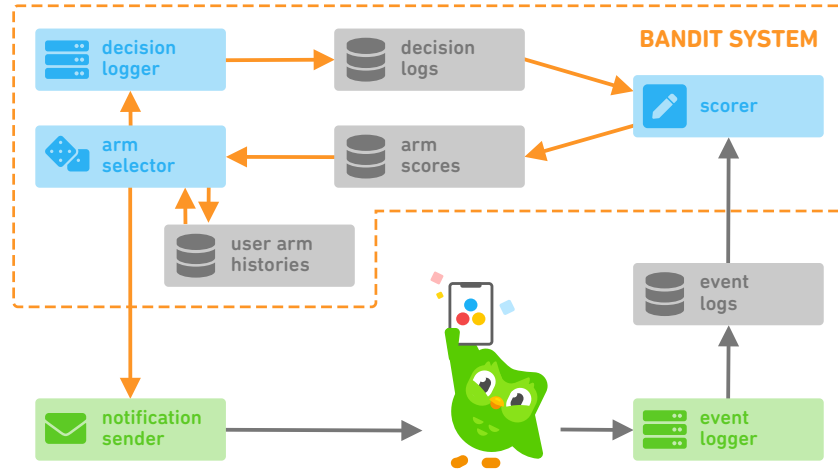 BANDIT SYSTEM
decision
logger
decision
logs
scorer
arm
selector
arm
scores
user arm
histories
event
logs
notification
sender
event
logger